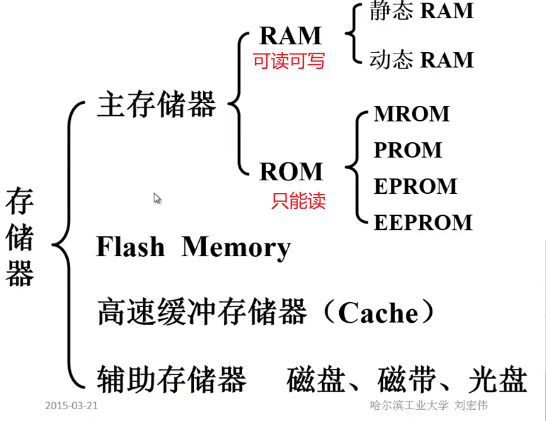 静态 RAM
RAM
可读可写
动态 RAM
主存储器
MROM
PROM
ROM
EPROM
只能读
EEPROM
存储器
Flash Memory
高速缓冲存储器（Cache）
辅助存储器 磁盘、磁带、光盘
2015-03-21
哈尔滨工业大学 刘宏伟